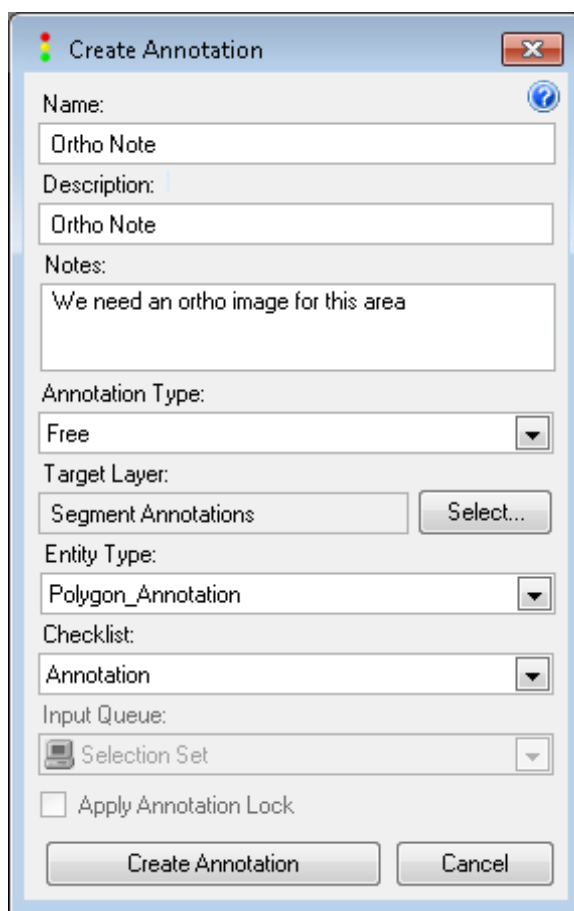 Create Annotation
Name:
Ortho Note
Description:
Ortho Note
Notes:
We need an ortho image for this area
Annotation Type:
Free
Target Layer:
Segment Annotations
Select...
Entity Type:
Polygon_Annotation
Checklist:
Annotation
Input Queue:
Selection Set
Apply Annotation Lock
Create Annotation
Cancel